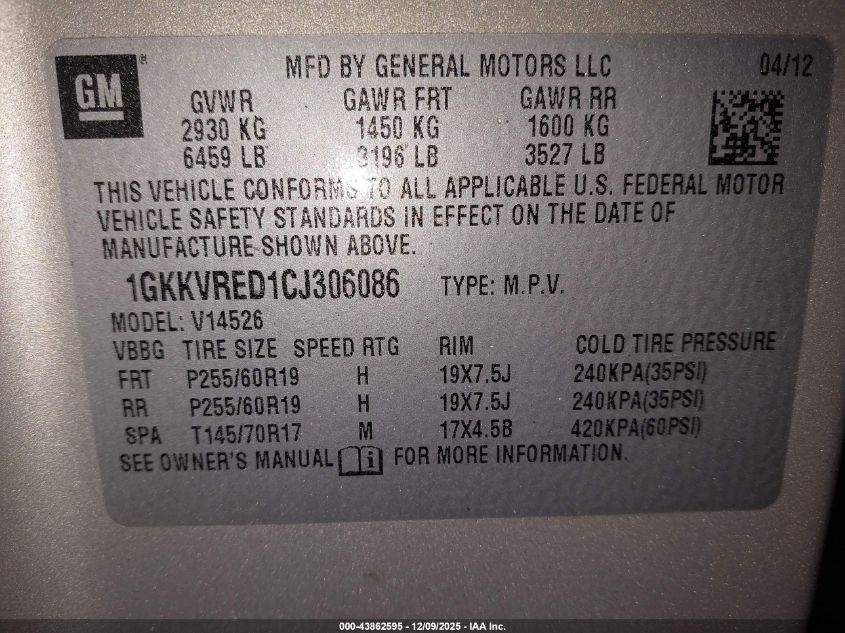 GM ® MFD BY GENERAL MOTORS LLC 04/12
GVWR GAWR FRT GAWR RR
2930 KG 1450 KG 1600 KG
6459 LB 3196 LB 3527 LB
THIS VEHICLE CONFORMS TO ALL APPLICABLE U.S. FEDERAL MOTOR
VEHICLE SAFETY STANDARDS IN EFFECT ON THE DATE OF
MANUFACTURE SHOWN ABOVE.
1GKKVRED1CJ306086 TYPE: M.P.V.
MODEL: V14526
VBBG TIRE SIZE SPEED RTG RIM COLD TIRE PRESSURE
FRT P255/60R19 H 19X7.5J 240KPA(35PSI)
RR P255/60R19 H 19X7.5J 240KPA(35PSI)
SPA T145/70R17 M 17X4.5B 420KPA(60PSI)
SEE OWNER'S MANUAL i FOR MORE INFORMATION.
000-43862595 - 12/09/2025 - IAA Inc.